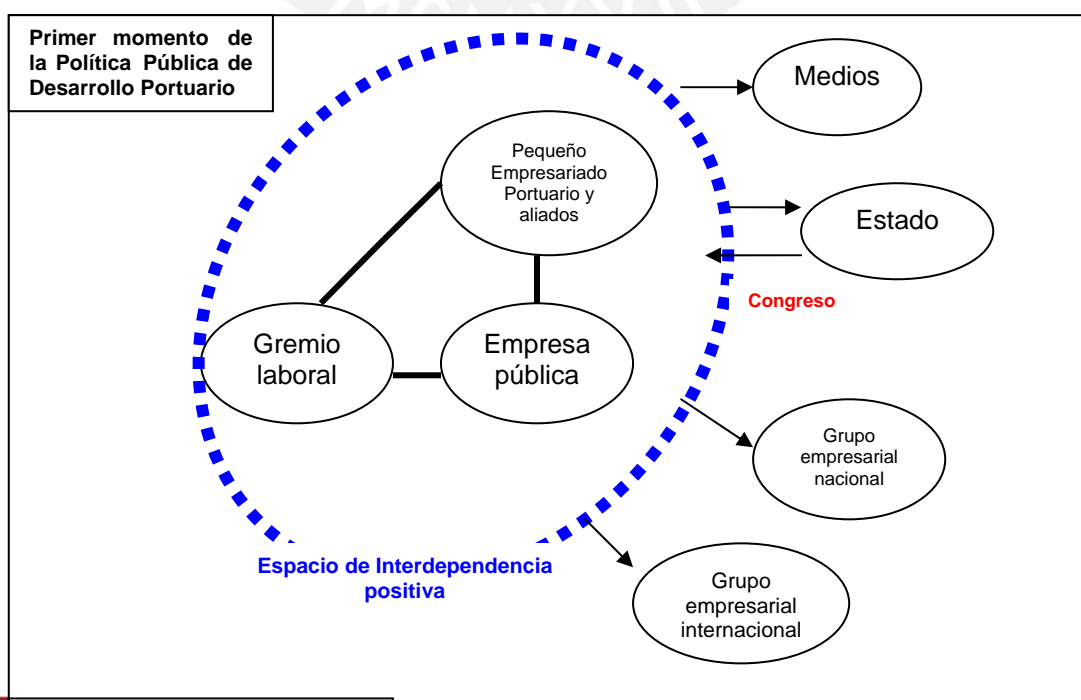 Primer momento de
la Política Pública de
Desarrollo Portuario
Medios
Pequeño
Empresariado
Portuario y
aliados
Estado
Congreso
Gremio
laboral
Empresa
pública
Grupo
empresarial
nacional
Espacio de Interdependencia
positiva
Grupo
empresarial
internacional